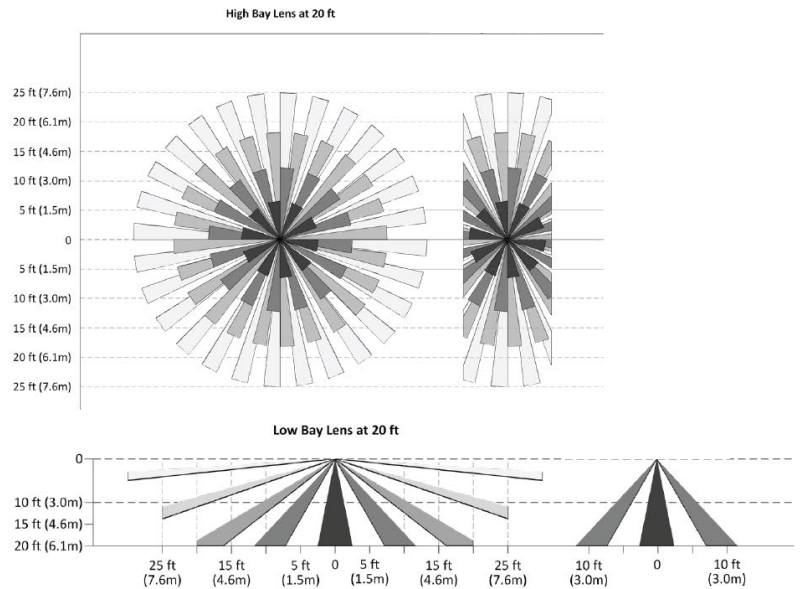 High Bay Lens at 20 ft
25 ft (7.6m)
20 ft (6.1m)
15 ft (4.6m)
10 ft (3.0m)
5 ft (1.5m)
0
5 ft (1.5m)
10 ft (3.0m)
15 ft (4.6m)
20 ft (6.1m)
25 ft (7.6m)
Low Bay Lens at 20 ft
0
10 ft (3.0m)
15 ft (4.6m)
20 ft (6.1m)
25 ft 15 ft 5 ft 0 5 ft 15 ft 25 ft 10 ft 0 10 ft
(7.6m) (4.6m) (1.5m) (1.5m) (4.6m) (7.6m) (3.0m) (3.0m)